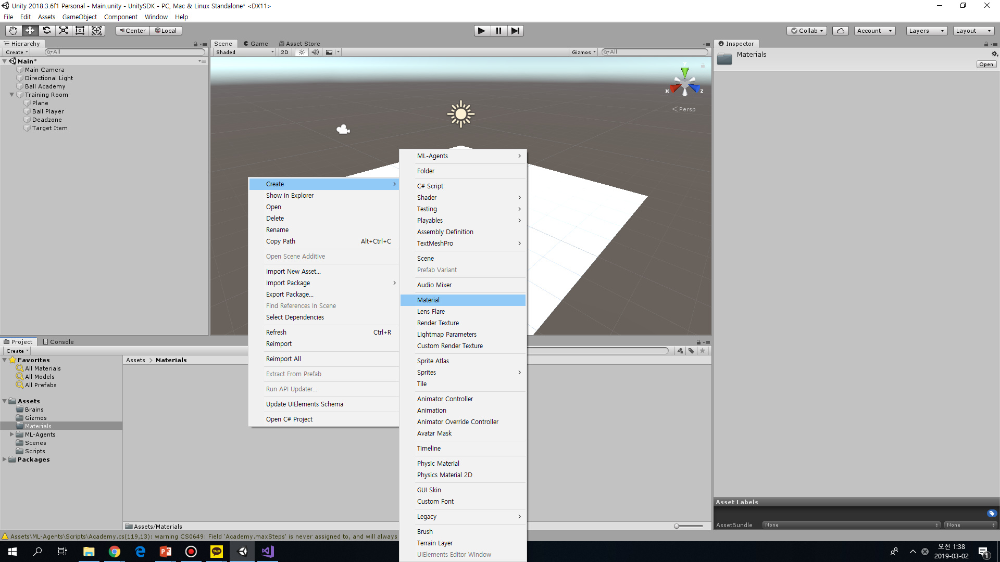 Unity 2018.3.6f1 Personal - Main.unity - UnitySDK - PC, Mac & Linux Standalone* <DX11>
File Edit Assets GameObject Component Window Help
Center Local
Collab Account Layers Layout
Hierarchy
Create All
Main*
Main Camera
Directional Light
Ball Academy
Training Room
Plane
Ball Player
Deadzone
Target Item
Scene Game Asset Store
Shaded 2D Gizmos All
y
x z
Persp
Inspector
Materials
Open
Create
Show in Explorer
Open
Delete
Rename
Copy Path Alt+Ctrl+C
Open Scene Additive
Import New Asset...
Import Package
Export Package...
Find References In Scene
Select Dependencies
Refresh Ctrl+R
Reimport
Reimport All
Extract From Prefab
Run API Updater...
Update UIElements Schema
Open C# Project
ML-Agents
Folder
C# Script
Shader
Testing
Playables
Assembly Definition
TextMeshPro
Scene
Prefab Variant
Audio Mixer
Material
Lens Flare
Render Texture
Lightmap Parameters
Custom Render Texture
Sprite Atlas
Sprites
Tile
Animator Controller
Animation
Animator Override Controller
Avatar Mask
Timeline
Physic Material
Physics Material 2D
GUI Skin
Custom Font
Legacy
Brush
Terrain Layer
UIElements Editor Window
Project Console
Create
Favorites
All Materials
All Models
All Prefabs
Assets
Brains
Gizmos
Materials
ML-Agents
Scenes
Scripts
Packages
Assets > Materials
Assets/Materials
Asset Labels
AssetBundle None None
Assets\ML-Agents\Scripts\Academy.cs(119,13): warning CS0649: Field 'Academy.maxSteps' is never assigned to, and will always
TALK
오전 1:38
2019-03-02
1